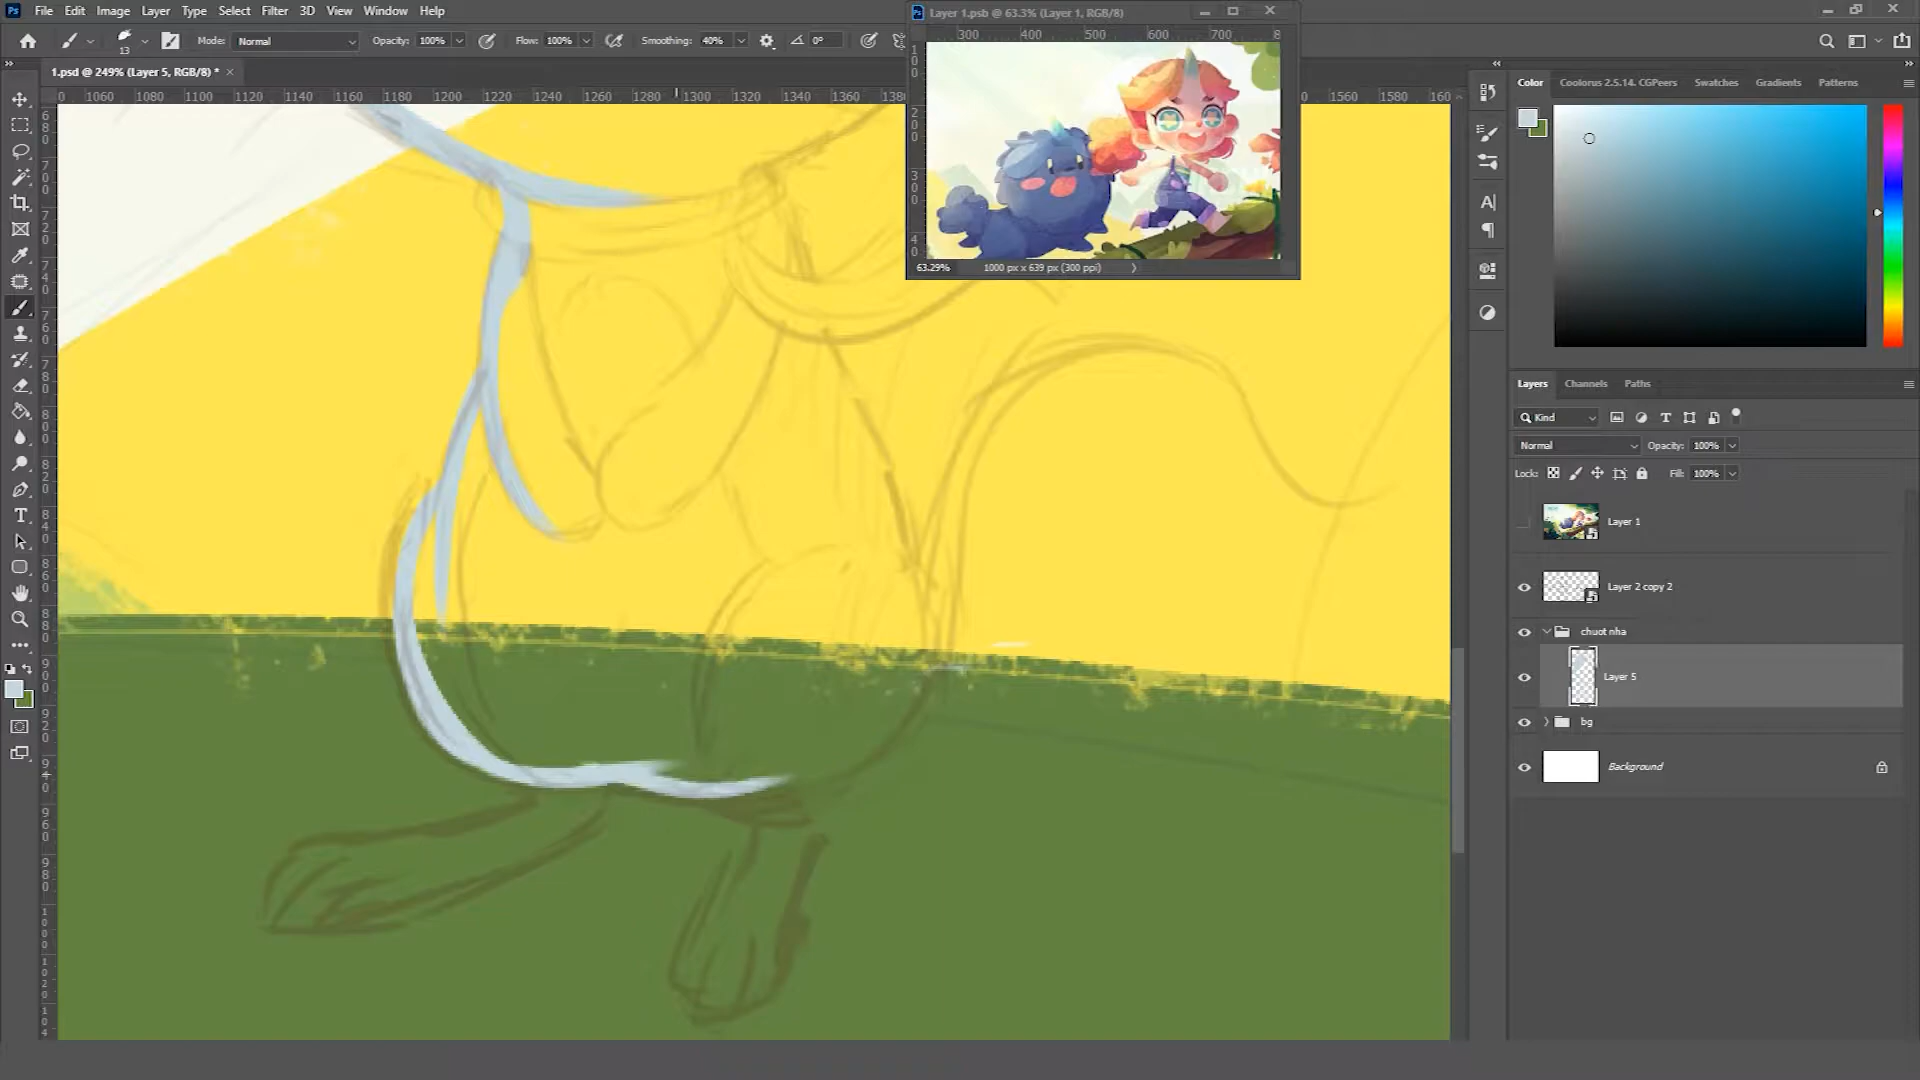 File Edit Image Layer Type Select Filter 3D View Window Help
Layer 1.psb @ 63.3% (Layer 1, RGB/8)
13 Mode: Normal Opacity: 100% Flow: 100% Smoothing: 40% 0°
300 400 500 600 700 8
1.psd @ 249% (Layer 5, RGB/8) *
Color Coolorus 2.5.14. CGPeers Swatches Gradients Patterns
0 1060 1080 1100 1120 1140 1160 1180 1200 1220 1240 1260 1280 1300 1320 1340 1360 1380 1560 1580 160
63.29% 1000 px x 639 px (300 ppi)
Layers Channels Paths
Kind
Normal Opacity: 100%
Lock: Fill: 100%
Layer 1
Layer 2 copy 2
chuot nha
Layer 5
bg
Background